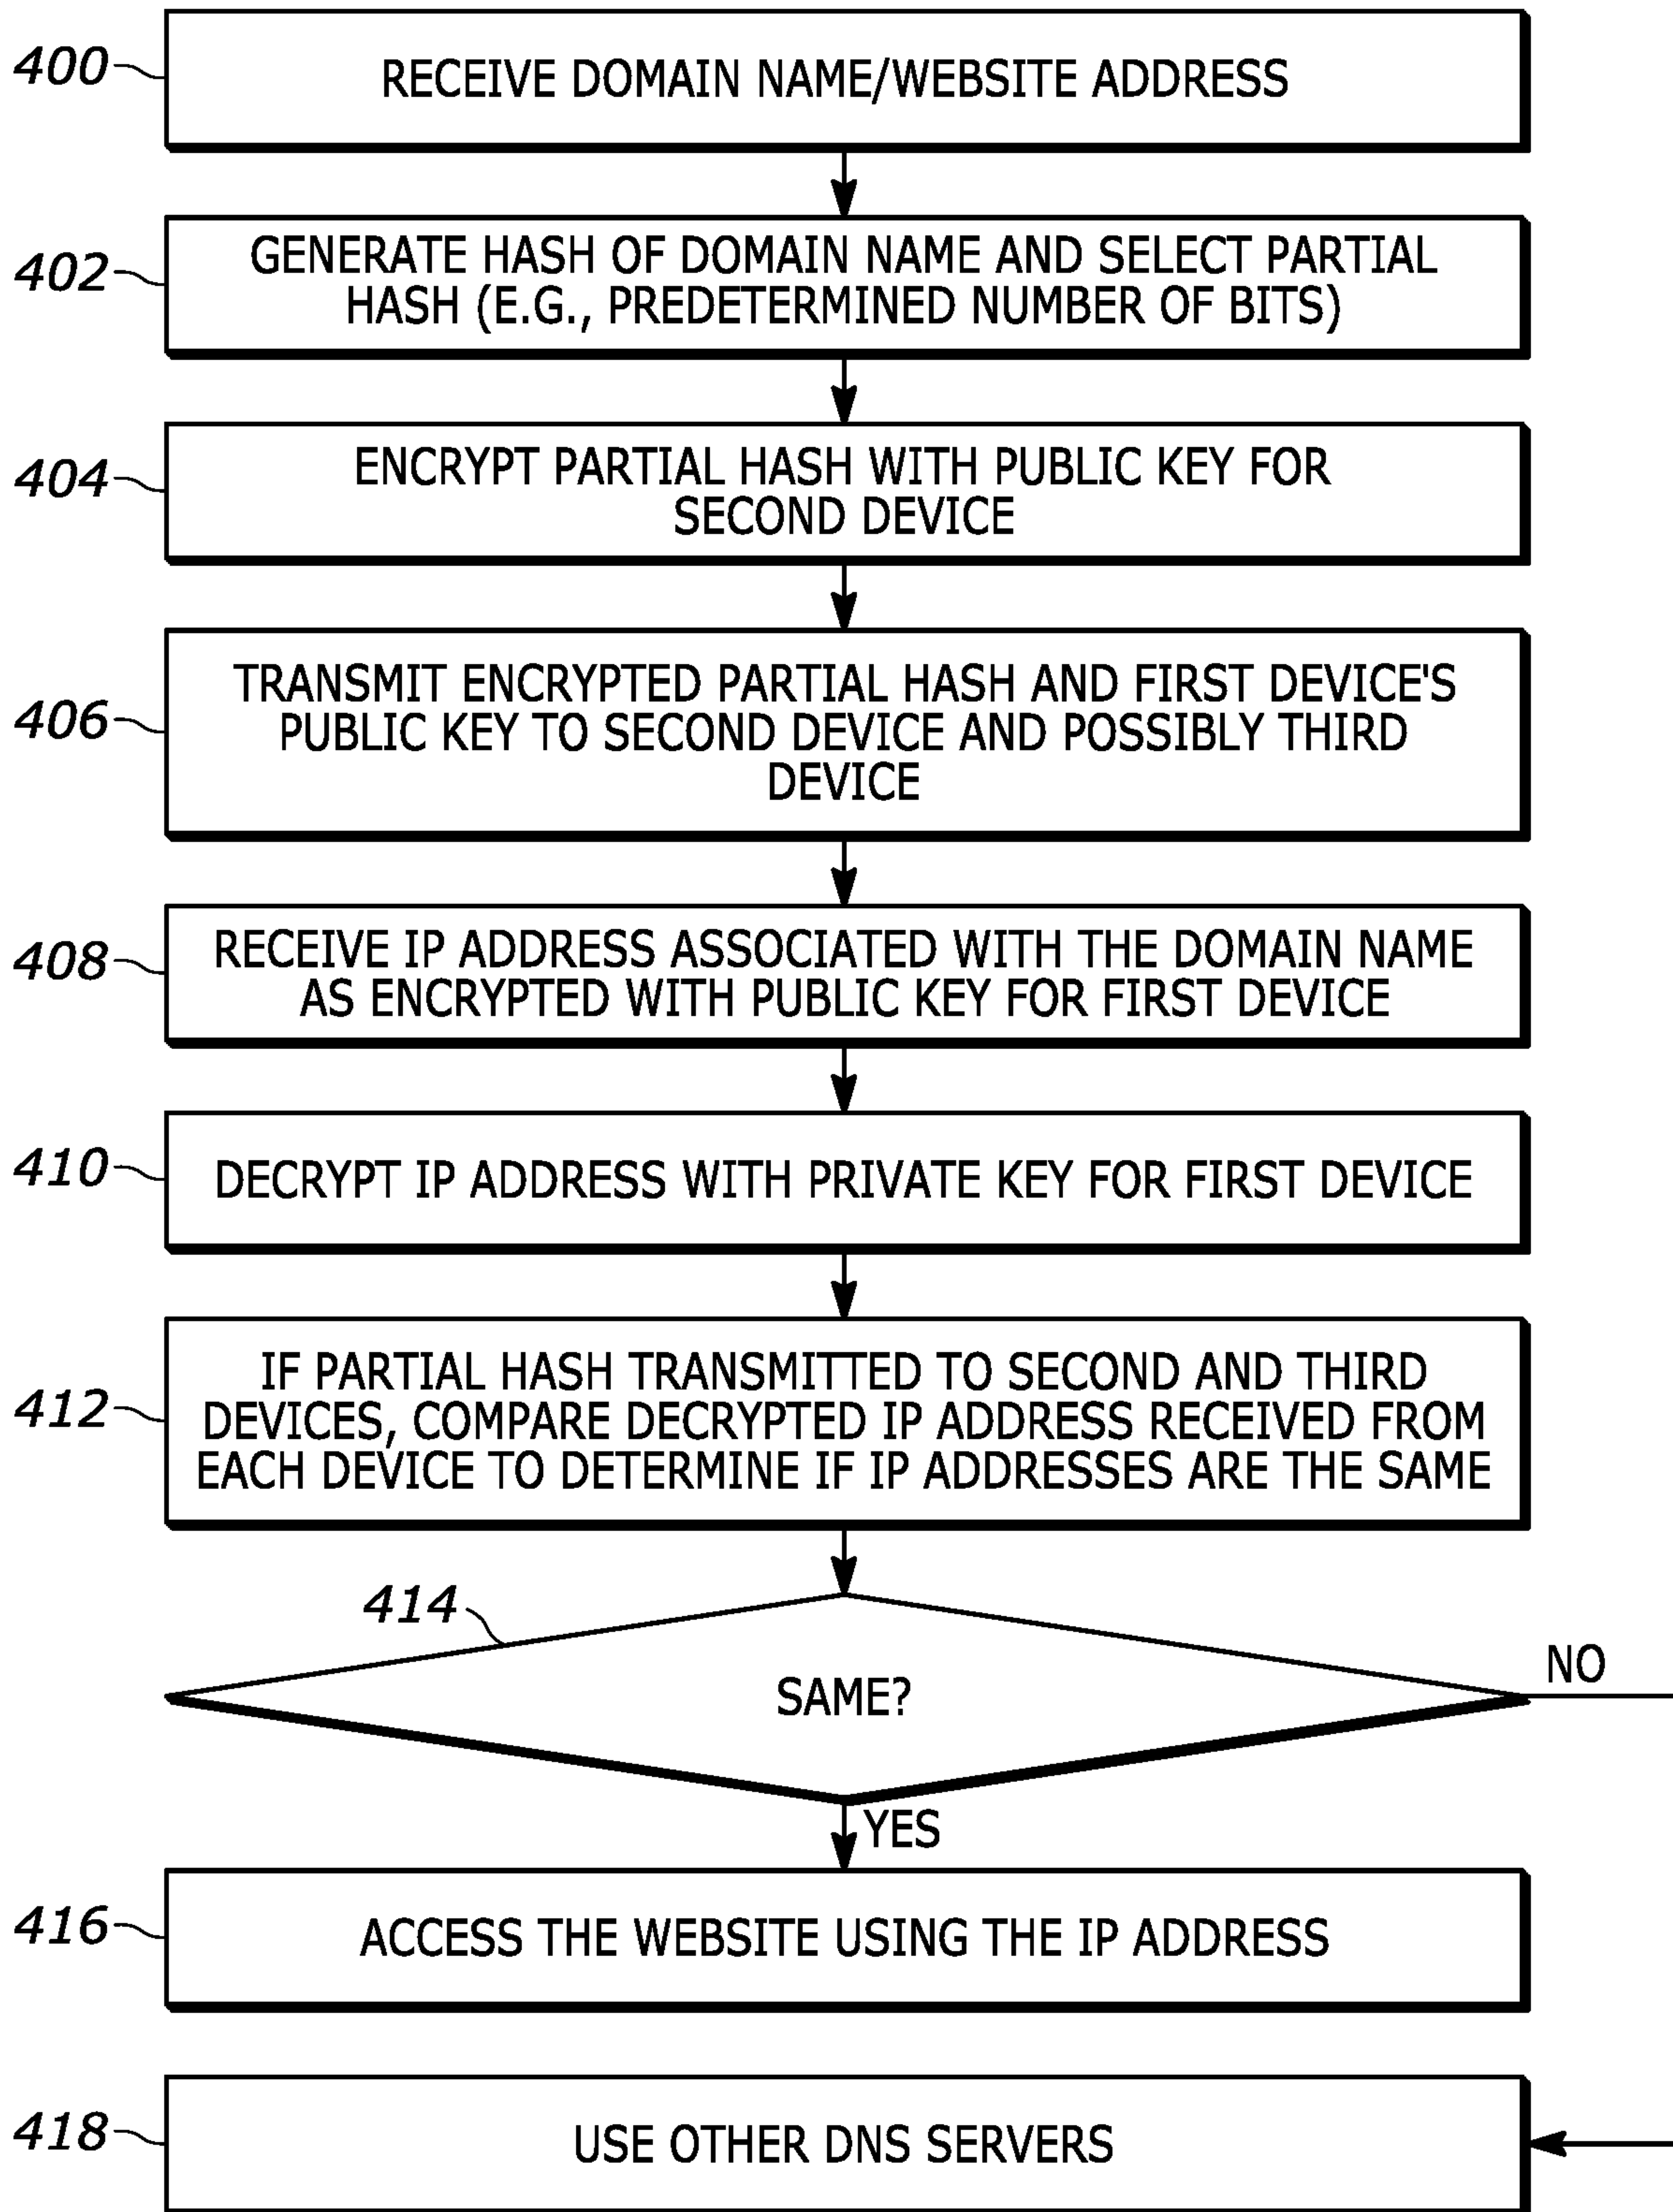 400
RECEIVE DOMAIN NAME/WEBSITE ADDRESS
402
GENERATE HASH OF DOMAIN NAME AND SELECT PARTIAL
HASH (E.G., PREDETERMINED NUMBER OF BITS)
404
ENCRYPT PARTIAL HASH WITH PUBLIC KEY FOR
SECOND DEVICE
406
TRANSMIT ENCRYPTED PARTIAL HASH AND FIRST DEVICE'S
PUBLIC KEY TO SECOND DEVICE AND POSSIBLY THIRD
DEVICE
408
RECEIVE IP ADDRESS ASSOCIATED WITH THE DOMAIN NAME
AS ENCRYPTED WITH PUBLIC KEY FOR FIRST DEVICE
410
DECRYPT IP ADDRESS WITH PRIVATE KEY FOR FIRST DEVICE
412
IF PARTIAL HASH TRANSMITTED TO SECOND AND THIRD
DEVICES, COMPARE DECRYPTED IP ADDRESS RECEIVED FROM
EACH DEVICE TO DETERMINE IF IP ADDRESSES ARE THE SAME
414
SAME?
NO
YES
416
ACCESS THE WEBSITE USING THE IP ADDRESS
418
USE OTHER DNS SERVERS